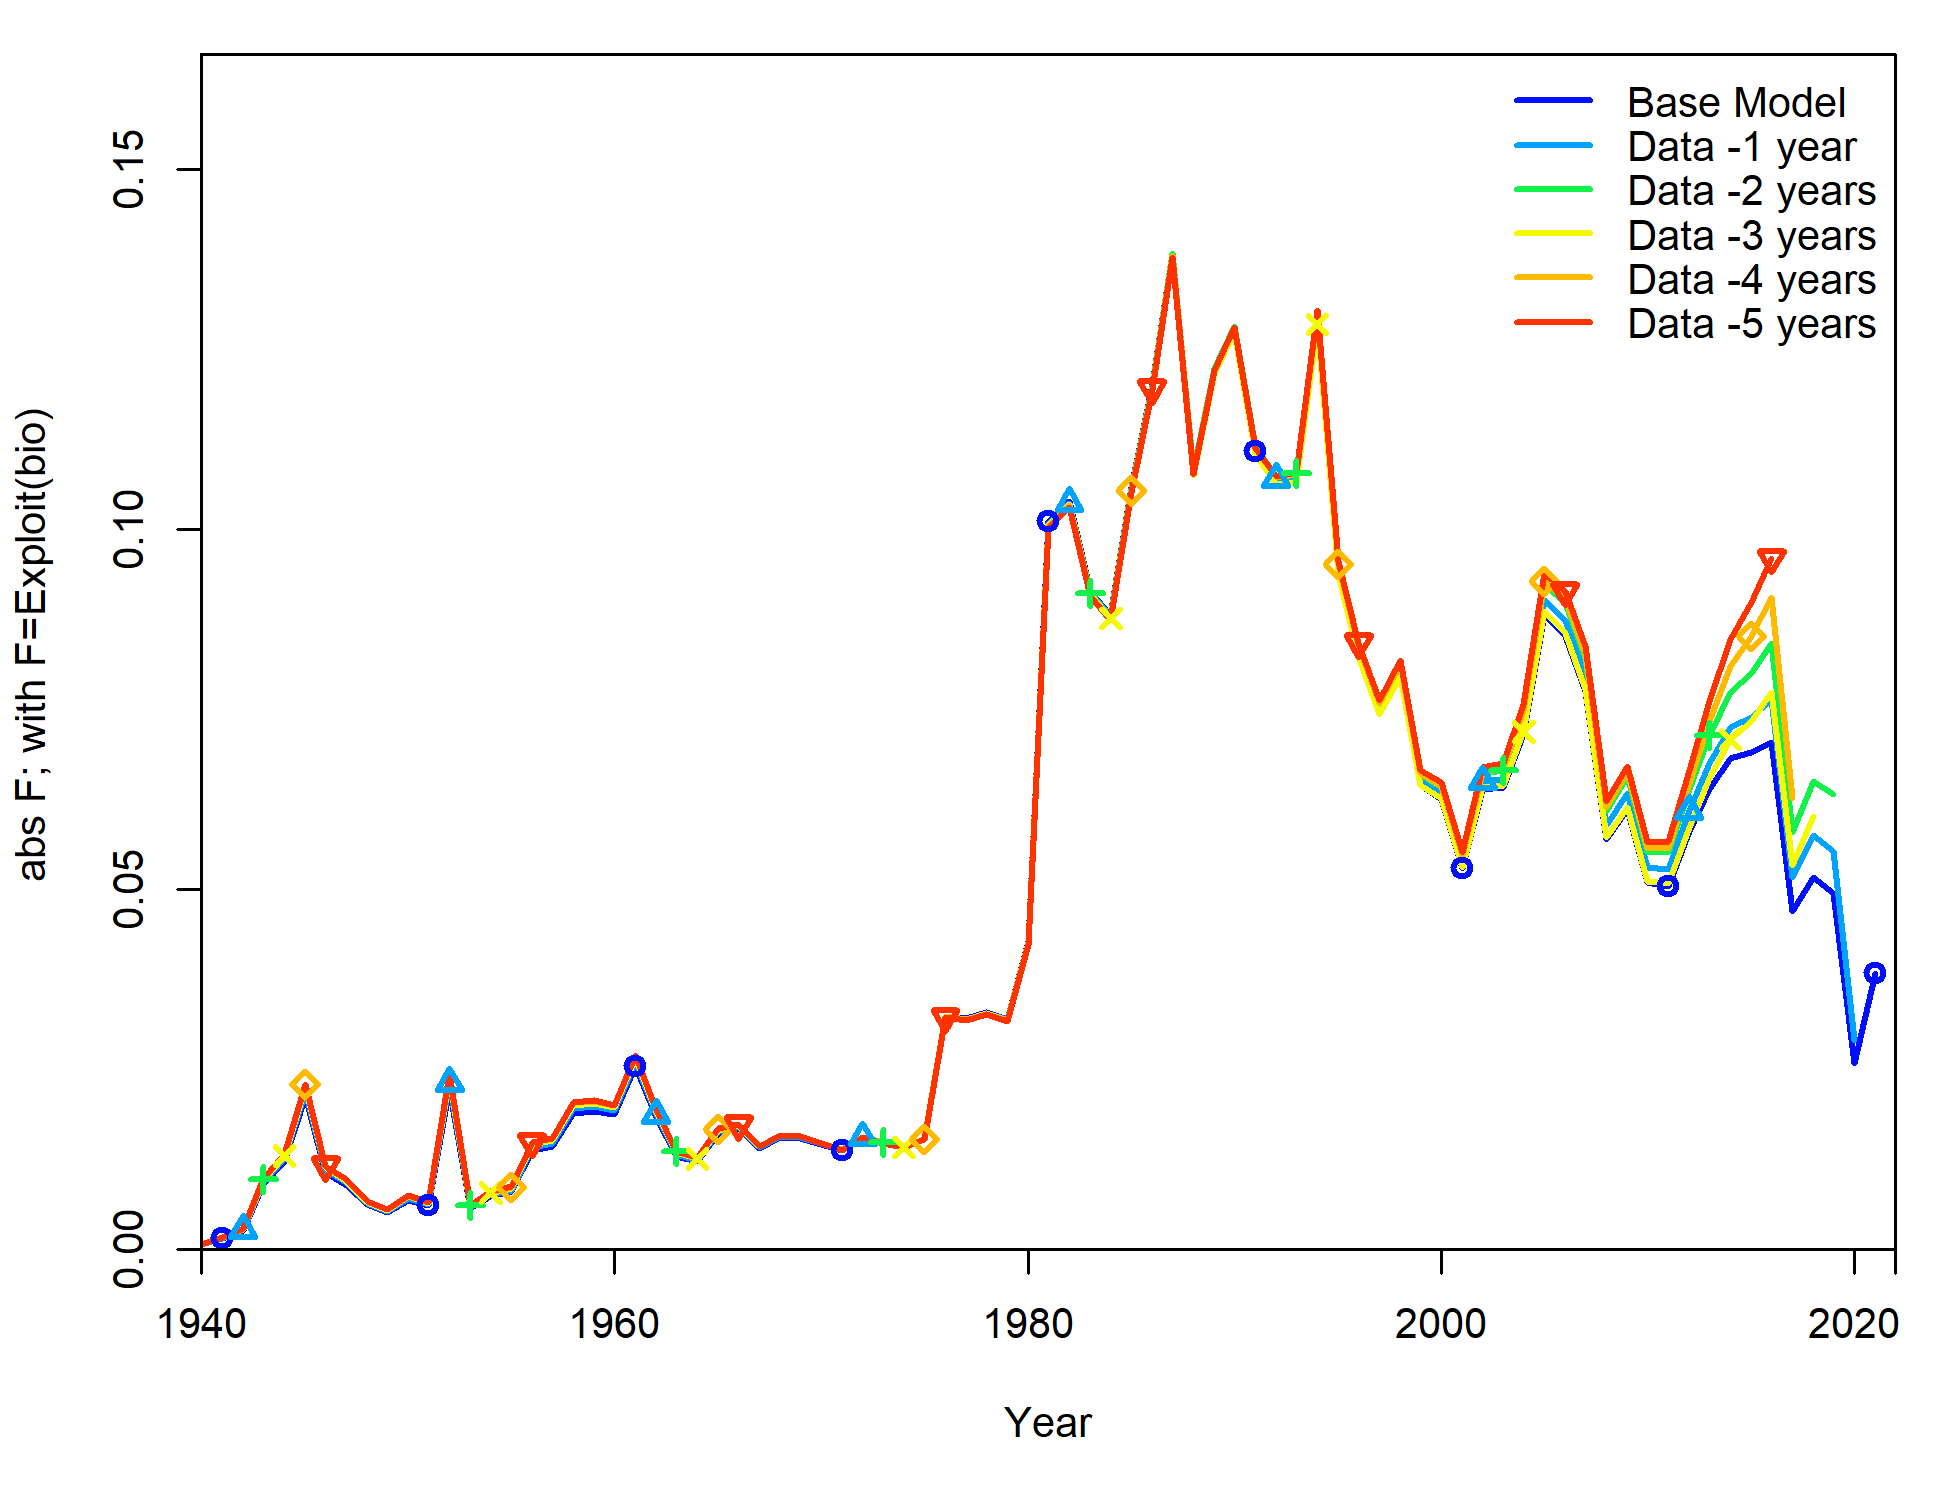 Base Model
Data -1 year
Data -2 years
Data -3 years
Data -4 years
Data -5 years
abs F; with F=Exploit(bio)
0.15
0.10
0.05
0.00
1940 1960 1980 2000 2020
Year